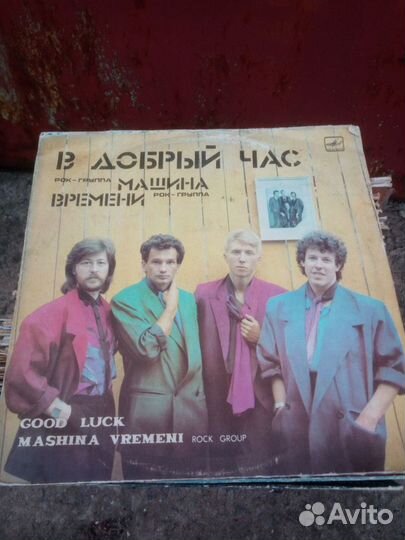 В ДОБРЫЙ ЧАС
РОК-ГРУППА МАШИНА
ВРЕМЕНИ РОК-ГРУППА
GOOD LUCK
MASHINA VREMENI ROCK GROUP
Avito